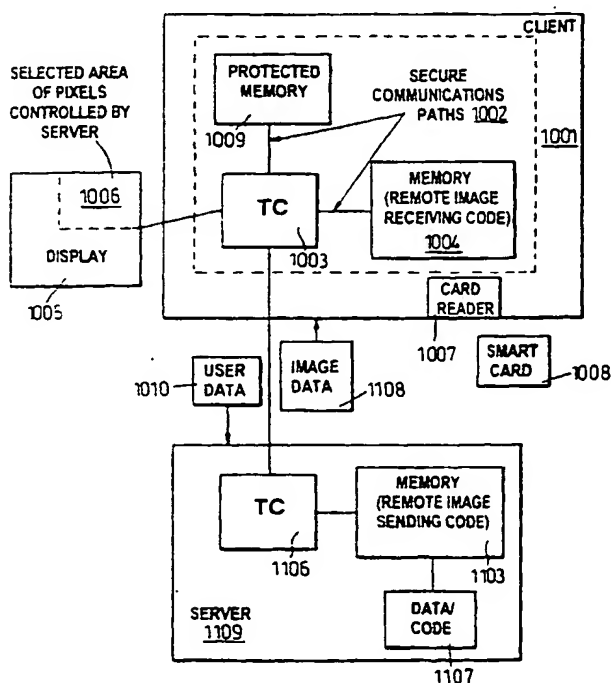 CLIENT
SELECTED AREA
OF PIXELS
CONTROLLED BY
SERVER
PROTECTED
MEMORY
1009
SECURE
COMMUNICATIONS
PATHS 1002
1001
1006
DISPLAY
1005
TC
1003
MEMORY
(REMOTE IMAGE
RECEIVING CODE)
1004
CARD
READER
1007
SMART
CARD
1008
USER
DATA
1010
IMAGE
DATA
1108
TC
1106
MEMORY
(REMOTE IMAGE
SENDING CODE)
1103
SERVER
1109
DATA/
CODE
1107